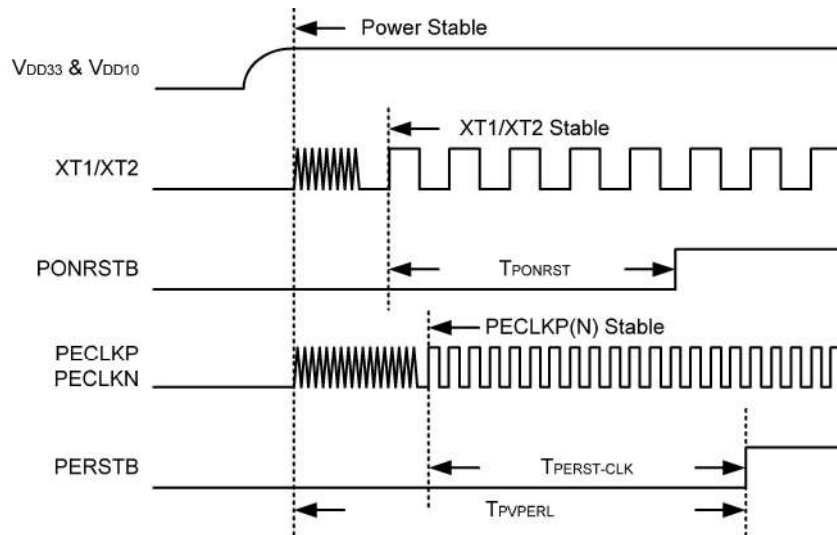 Power Stable
VDD33 & VDD10
XT1/XT2 Stable
XT1/XT2
PONRSTB
TPONRST
PECLKP(N) Stable
PECLKP
PECLKN
PERSTB
TPERST-CLK
TPVPERL